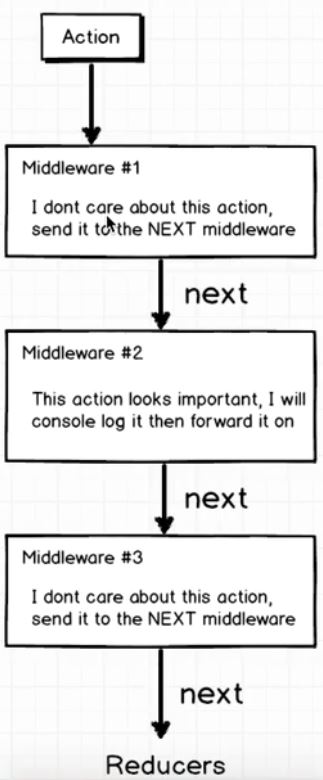 Action
Middleware #1
I dont care about this action,
send it to the NEXT middleware
next
Middleware #2
This action looks important, I will
console log it then forward it on
next
Middleware #3
I dont care about this action,
send it to the NEXT middleware
next
Reducers